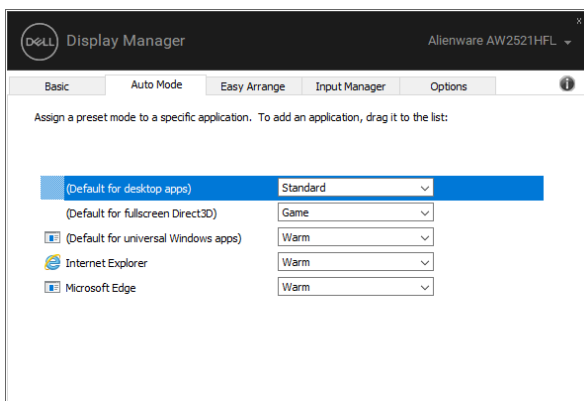 DELL Display Manager Alienware AW2521HFL
x
Basic Auto Mode Easy Arrange Input Manager Options i
Assign a preset mode to a specific application. To add an application, drag it to the list:
(Default for desktop apps) Standard
(Default for fullscreen Direct3D) Game
(Default for universal Windows apps) Warm
Internet Explorer Warm
Microsoft Edge Warm